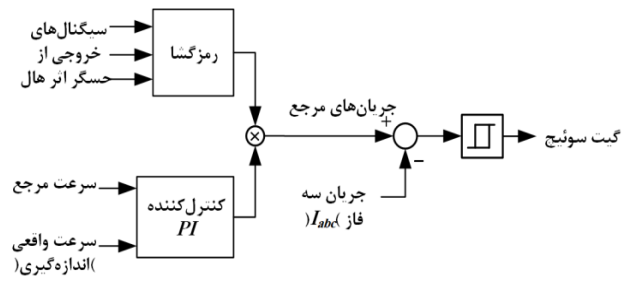 سیگنال‌های
خروجی از
حسگر اثر هال
رمزگشا
جریان‌های مرجع
+
×
−
گیت سوئیچ
سرعت مرجع
کنترل‌کننده
PI
سرعت واقعی
)اندازه‌گیری(
جریان سه
فاز )Iabc(